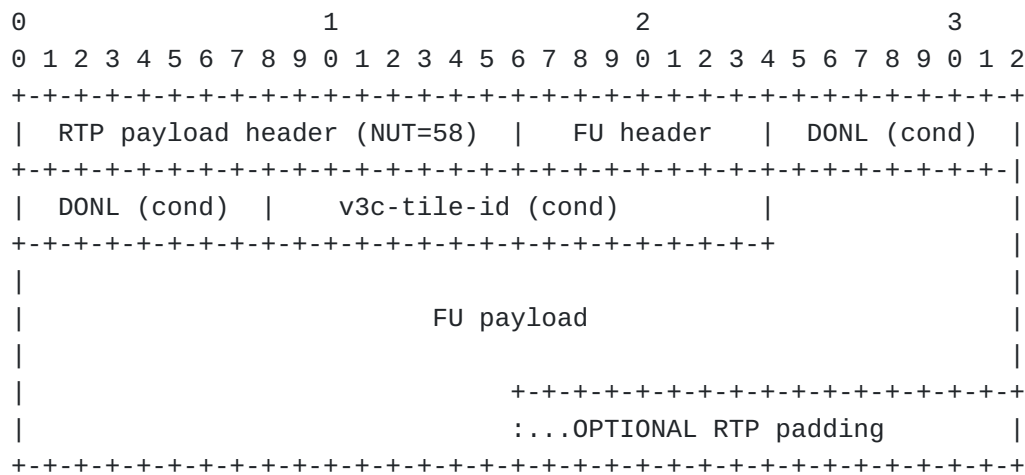 0                   1                   2                   3
0 1 2 3 4 5 6 7 8 9 0 1 2 3 4 5 6 7 8 9 0 1 2 3 4 5 6 7 8 9 0 1 2
+-+-+-+-+-+-+-+-+-+-+-+-+-+-+-+-+-+-+-+-+-+-+-+-+-+-+-+-+-+-+-+-+
|  RTP payload header (NUT=58)  |   FU header   |  DONL (cond)  |
+-+-+-+-+-+-+-+-+-+-+-+-+-+-+-+-+-+-+-+-+-+-+-+-+-+-+-+-+-+-+-+-|
|  DONL (cond)  |    v3c-tile-id (cond)         |               |
+-+-+-+-+-+-+-+-+-+-+-+-+-+-+-+-+-+-+-+-+-+-+-+-+               |
|                                                               |
|                          FU payload                           |
|                                                               |
|                               +-+-+-+-+-+-+-+-+-+-+-+-+-+-+-+-+
|                               :...OPTIONAL RTP padding        |
+-+-+-+-+-+-+-+-+-+-+-+-+-+-+-+-+-+-+-+-+-+-+-+-+-+-+-+-+-+-+-+-+